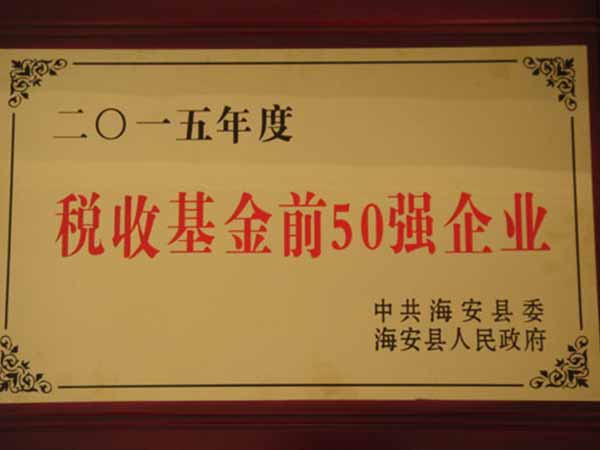 二〇一五年度
税收基金前50强企业
中共海安县委
海安县人民政府